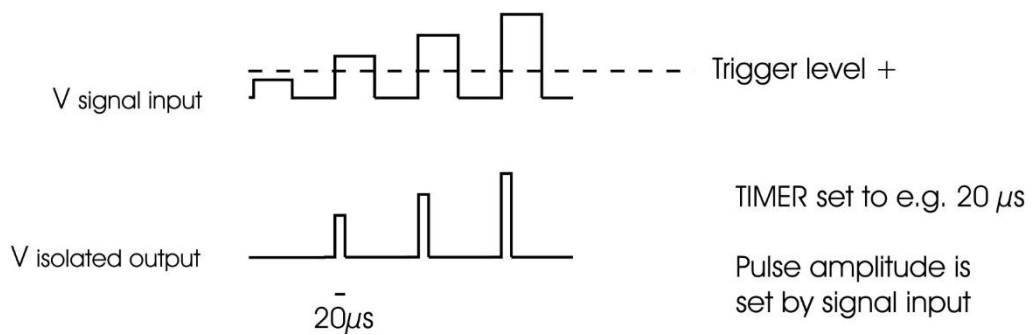 Trigger level +
V signal input
TIMER set to e.g. 20 µs
V isolated output
Pulse amplitude is
set by signal input
20µs